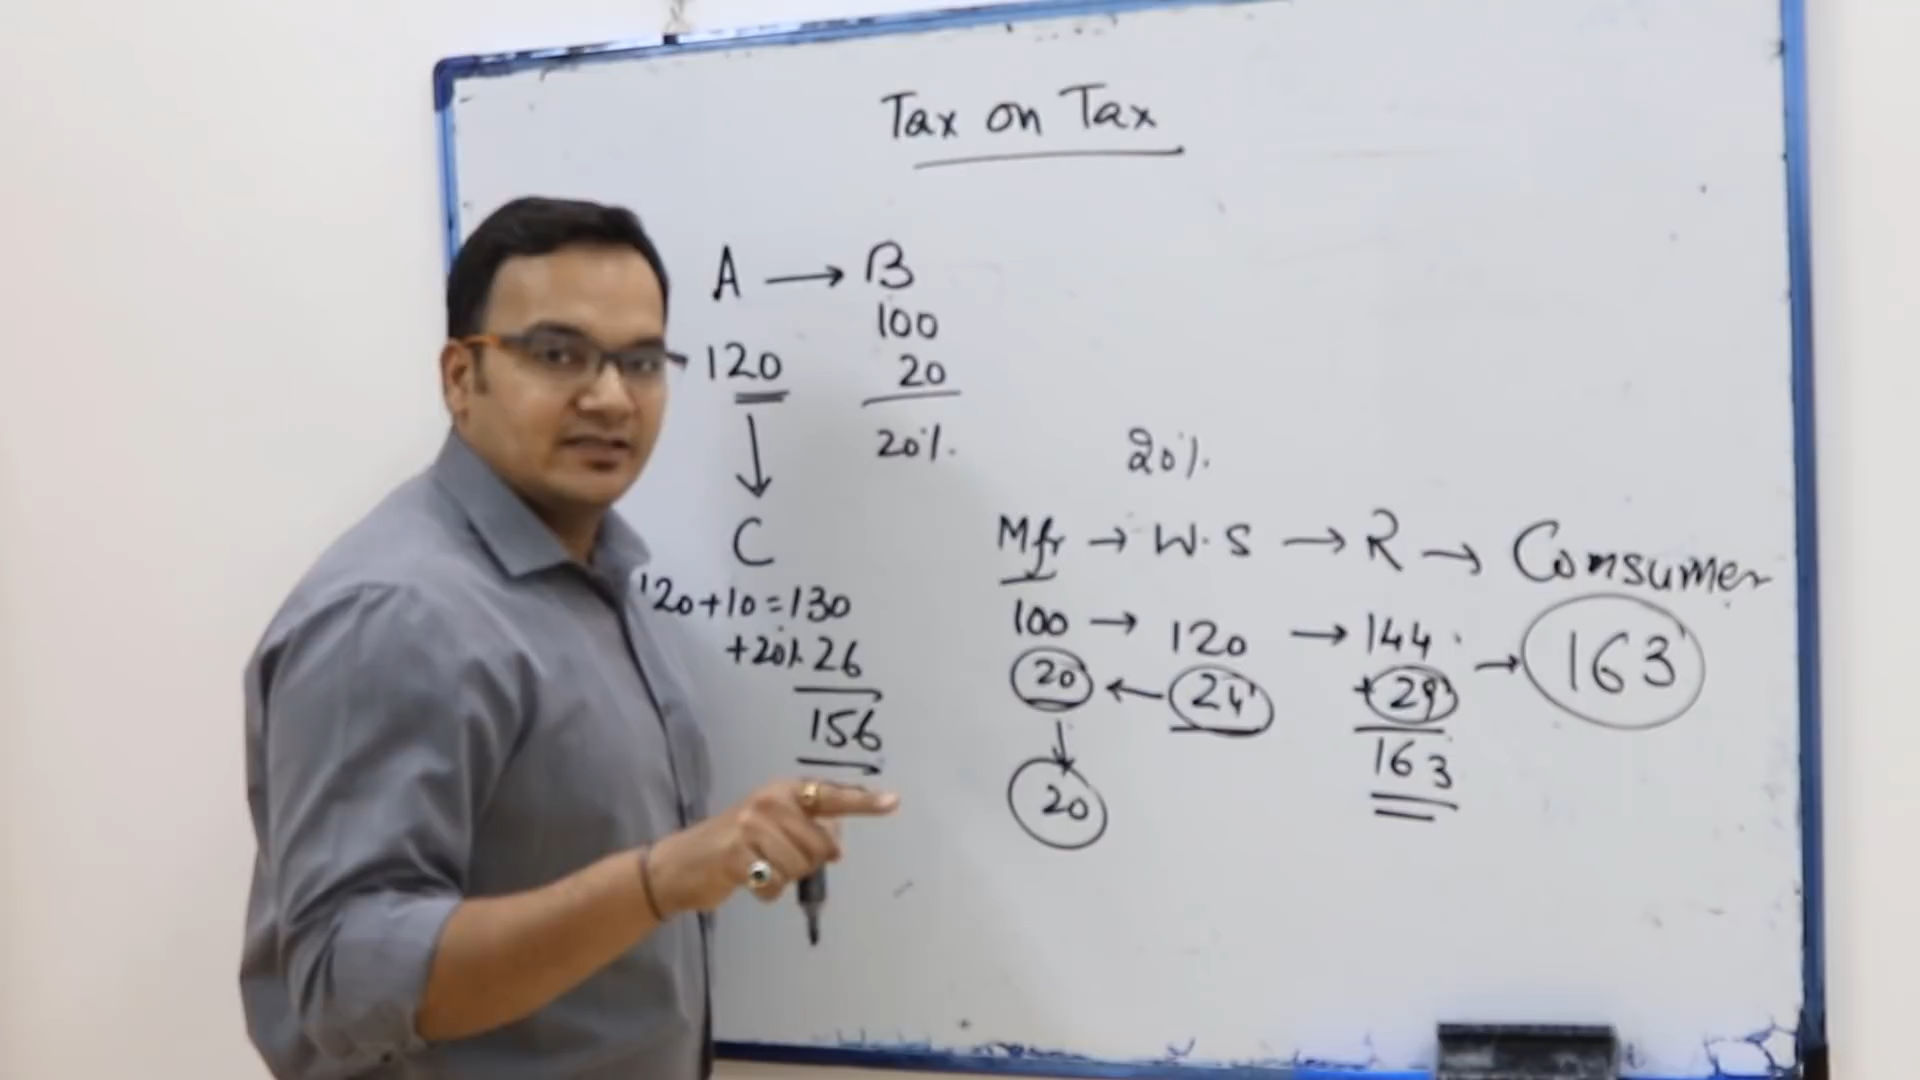 Tax on Tax
A → B
100
120
20
20%.
C
120+10=130
+20% 26
156
20%.
Mfr → W.S → R → Consumer
100 → 120 → 144
20 ← 24 +29 → 163
163
20